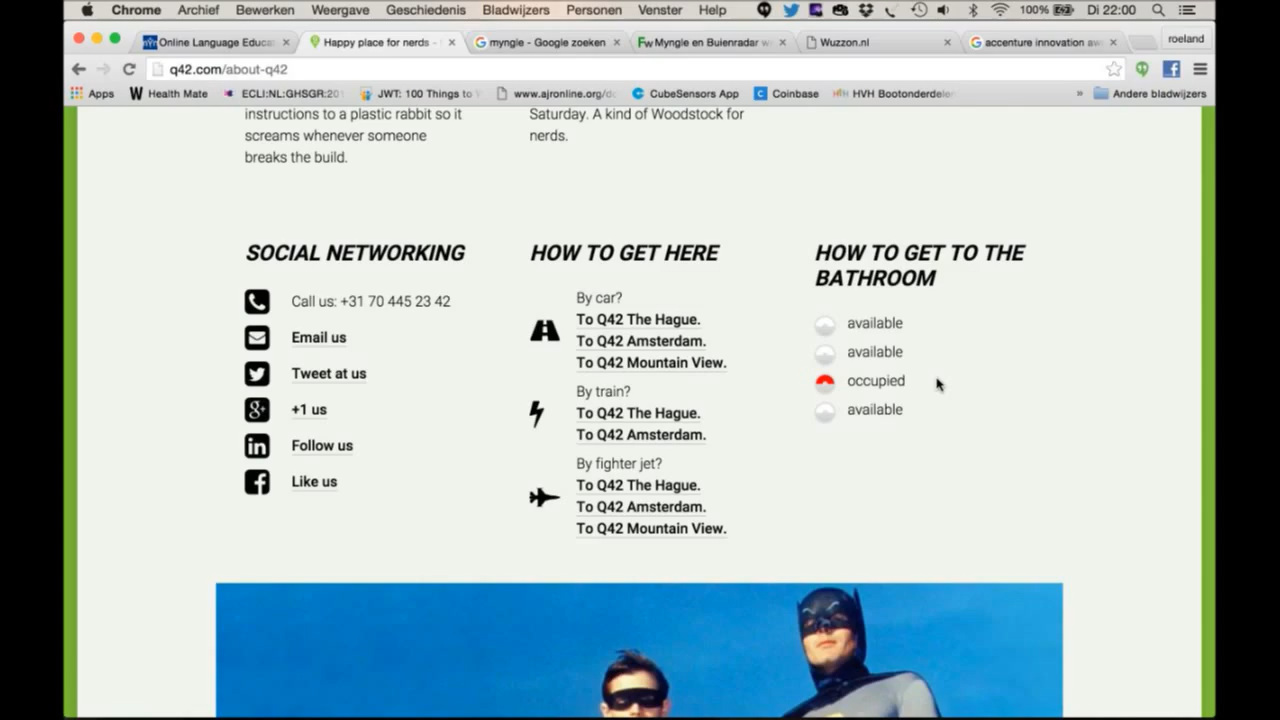 Chrome Archief Bewerken Weergave Geschiedenis Bladwijzers Personen Venster Help 100% Di 22:00
Online Language Educat Happy place for nerds - myngle - Google zoeken Myngle en Buienradar w Wuzzon.nl accenture innovation aw roeland
q42.com/about-q42
Apps Health Mate ECLI:NL:GHSGR:201 JWT: 100 Things to www.ajronline.org/do CubeSensors App Coinbase HVH Bootonderdele » Andere bladwijzers
instructions to a plastic rabbit so it
screams whenever someone
breaks the build.
Saturday. A kind of Woodstock for
nerds.
SOCIAL NETWORKING
Call us: +31 70 445 23 42
Email us
Tweet at us
+1 us
Follow us
Like us
HOW TO GET HERE
By car?
To Q42 The Hague.
To Q42 Amsterdam.
To Q42 Mountain View.
By train?
To Q42 The Hague.
To Q42 Amsterdam.
By fighter jet?
To Q42 The Hague.
To Q42 Amsterdam.
To Q42 Mountain View.
HOW TO GET TO THE
BATHROOM
available
available
occupied
available